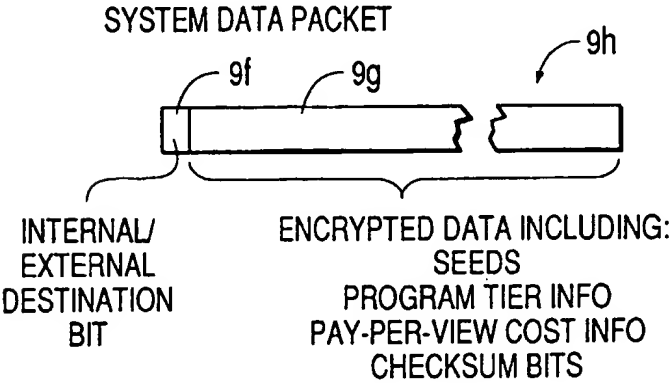 SYSTEM DATA PACKET
9f
9g
9h
INTERNAL/
EXTERNAL
DESTINATION
BIT
ENCRYPTED DATA INCLUDING:
SEEDS
PROGRAM TIER INFO
PAY-PER-VIEW COST INFO
CHECKSUM BITS